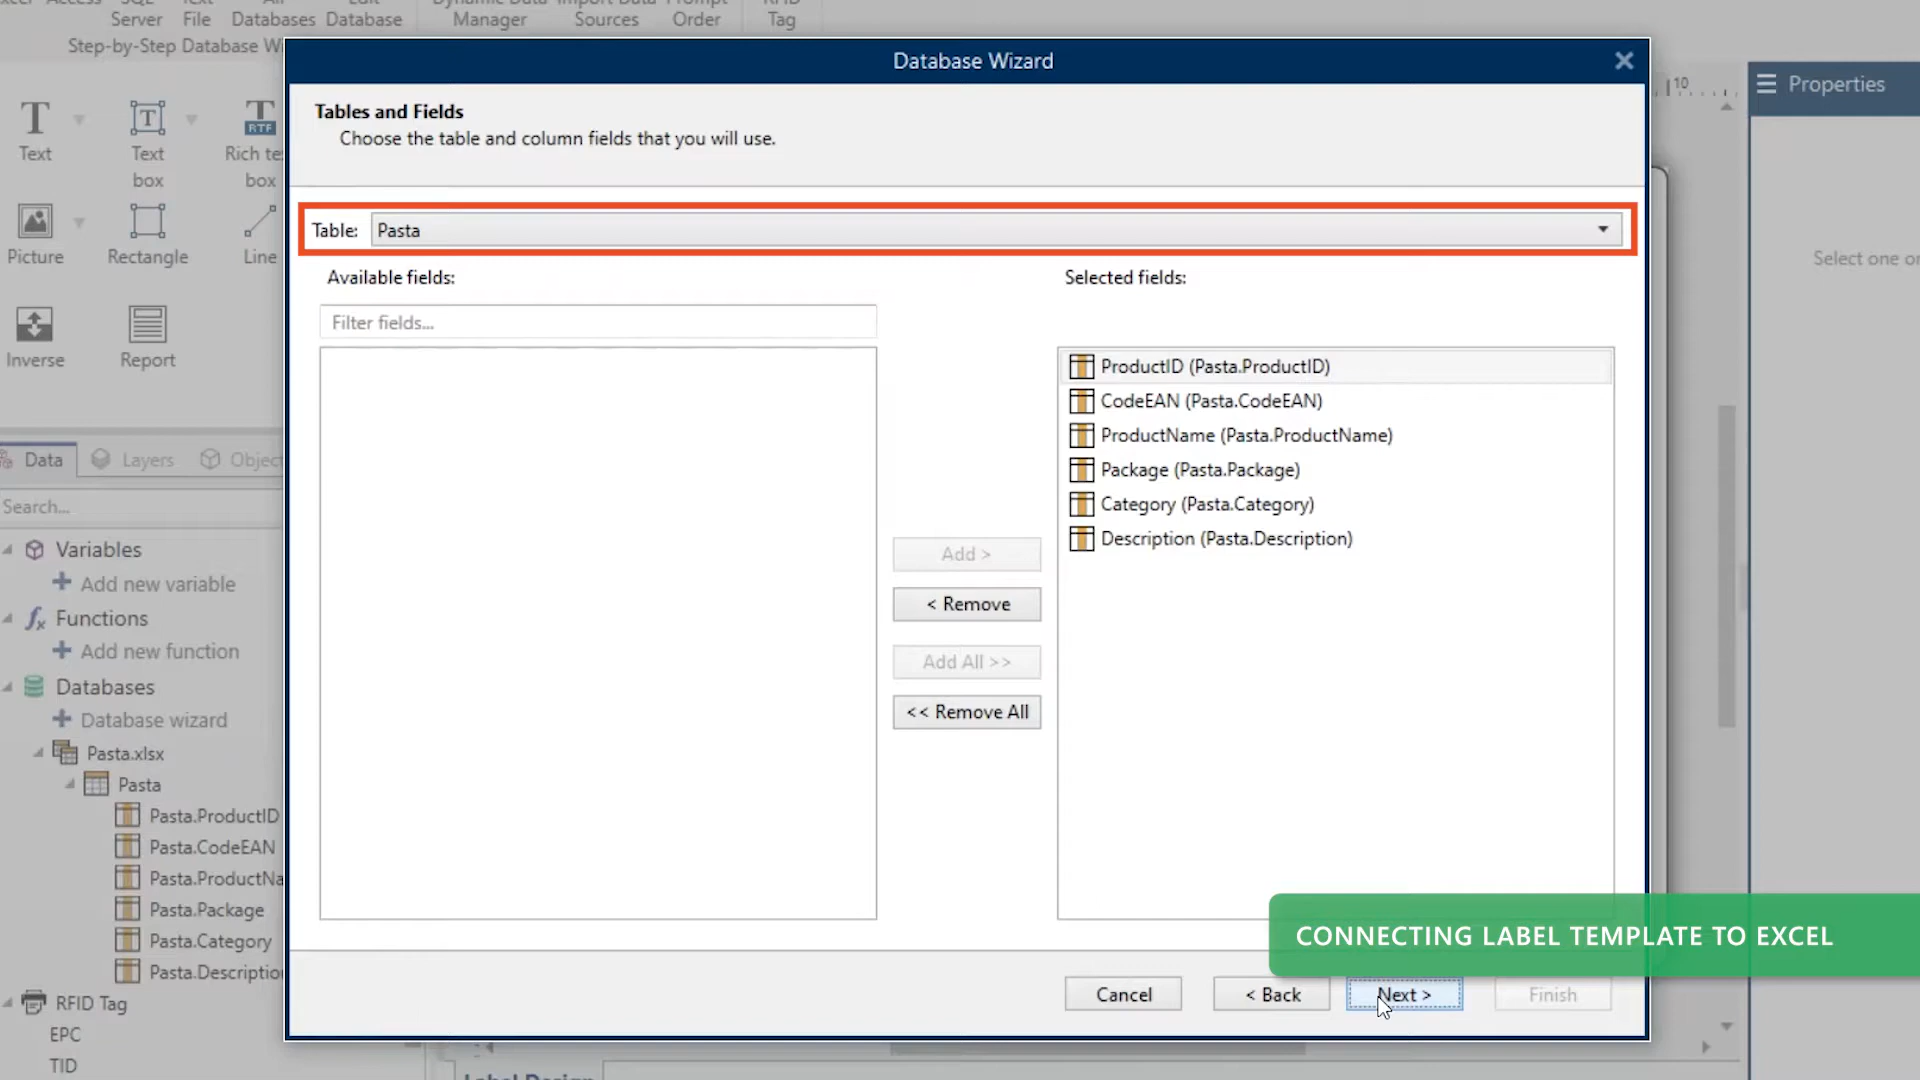 Server
File
Databases
Database
Manager
Sources
Order
Tag
Step-by-Step Database
Database Wizard
10
Properties
Tables and Fields
Choose the table and column fields that you will use.
Text
Text
box
Rich
box
RTF
Table: Pasta
Picture
Rectangle
Line
Select one
Available fields:
Selected fields:
Filter fields...
Inverse
Report
ProductID (Pasta.ProductID)
CodeEAN (Pasta.CodeEAN)
ProductName (Pasta.ProductName)
Package (Pasta.Package)
Category (Pasta.Category)
Description (Pasta.Description)
Data
Layers
Search...
Add >
< Remove
Add All >>
<< Remove All
Variables
Add new variable
Functions
Add new function
Databases
Database wizard
Pasta.xlsx
Pasta
Pasta.ProductID
Pasta.CodeEAN
Pasta.ProductNa
Pasta.Package
Pasta.Category
Pasta.Description
RFID Tag
EPC
TID
CONNECTING LABEL TEMPLATE TO EXCEL
Cancel
< Back
Next >
Finish